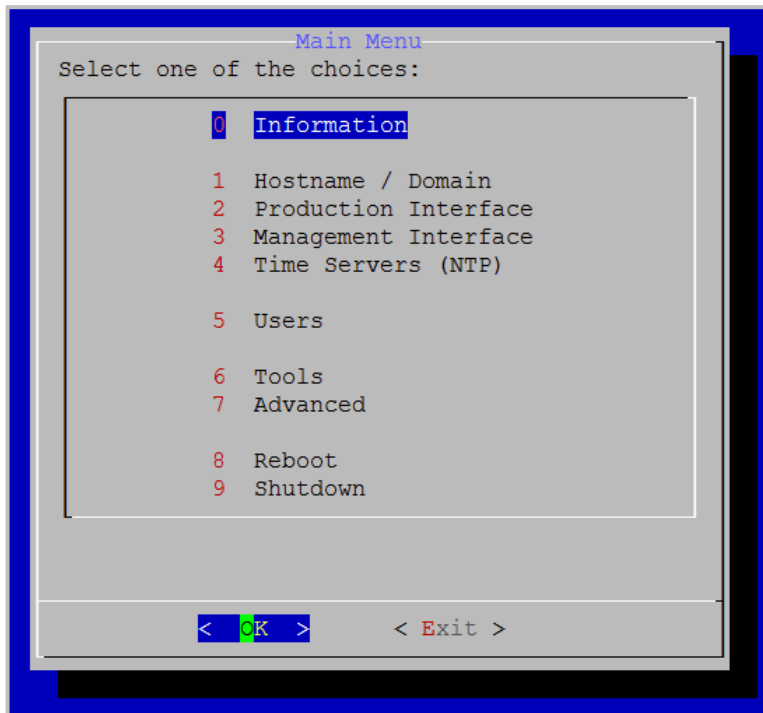 Main Menu
Select one of the choices:
0 Information
1 Hostname / Domain
2 Production Interface
3 Management Interface
4 Time Servers (NTP)
5 Users
6 Tools
7 Advanced
8 Reboot
9 Shutdown
< OK > < Exit >